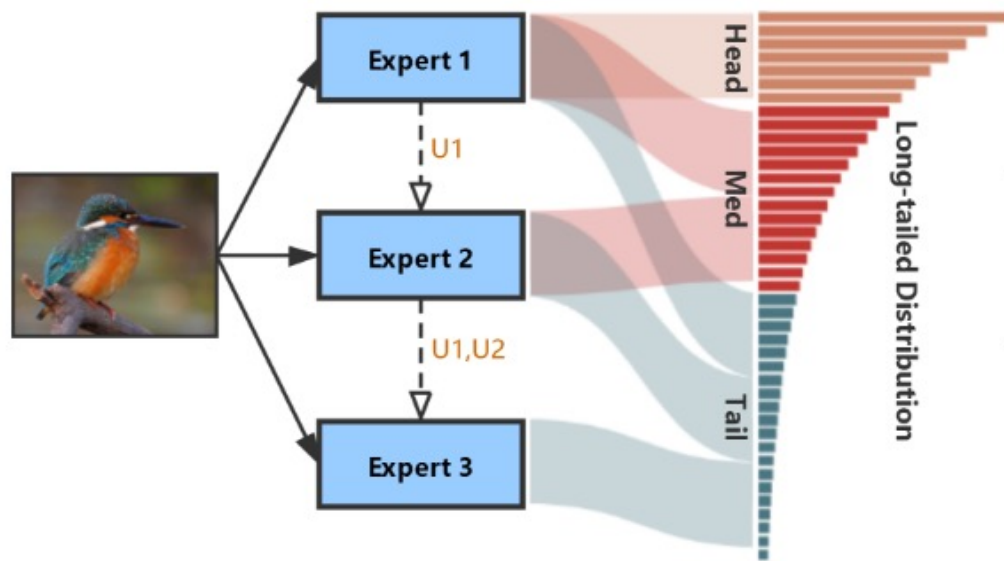 Expert 1
U1
Expert 2
U1,U2
Expert 3
Head
Med
Tail
Long-tailed Distribution